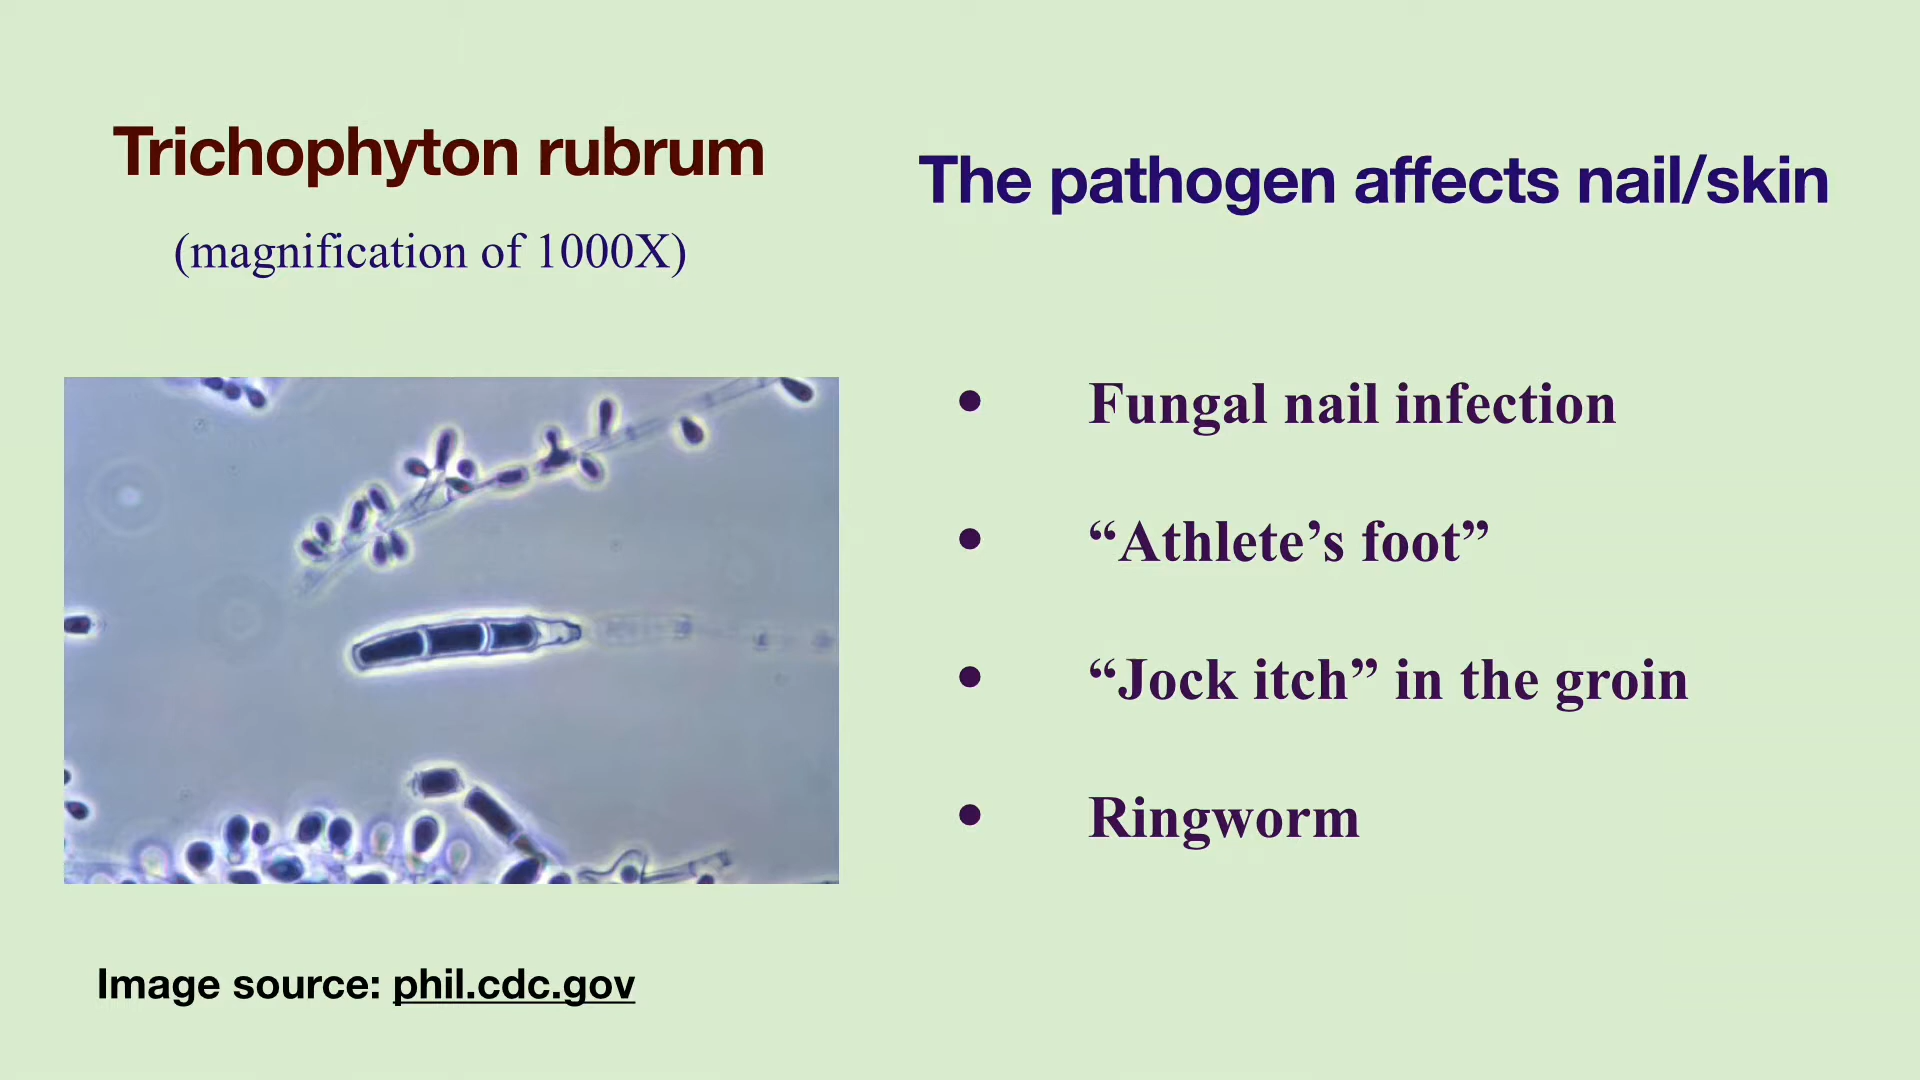 Trichophyton rubrum
(magnification of 1000X)
Image source: phil.cdc.gov
The pathogen affects nail/skin
• Fungal nail infection
• “Athlete’s foot”
• “Jock itch” in the groin
• Ringworm